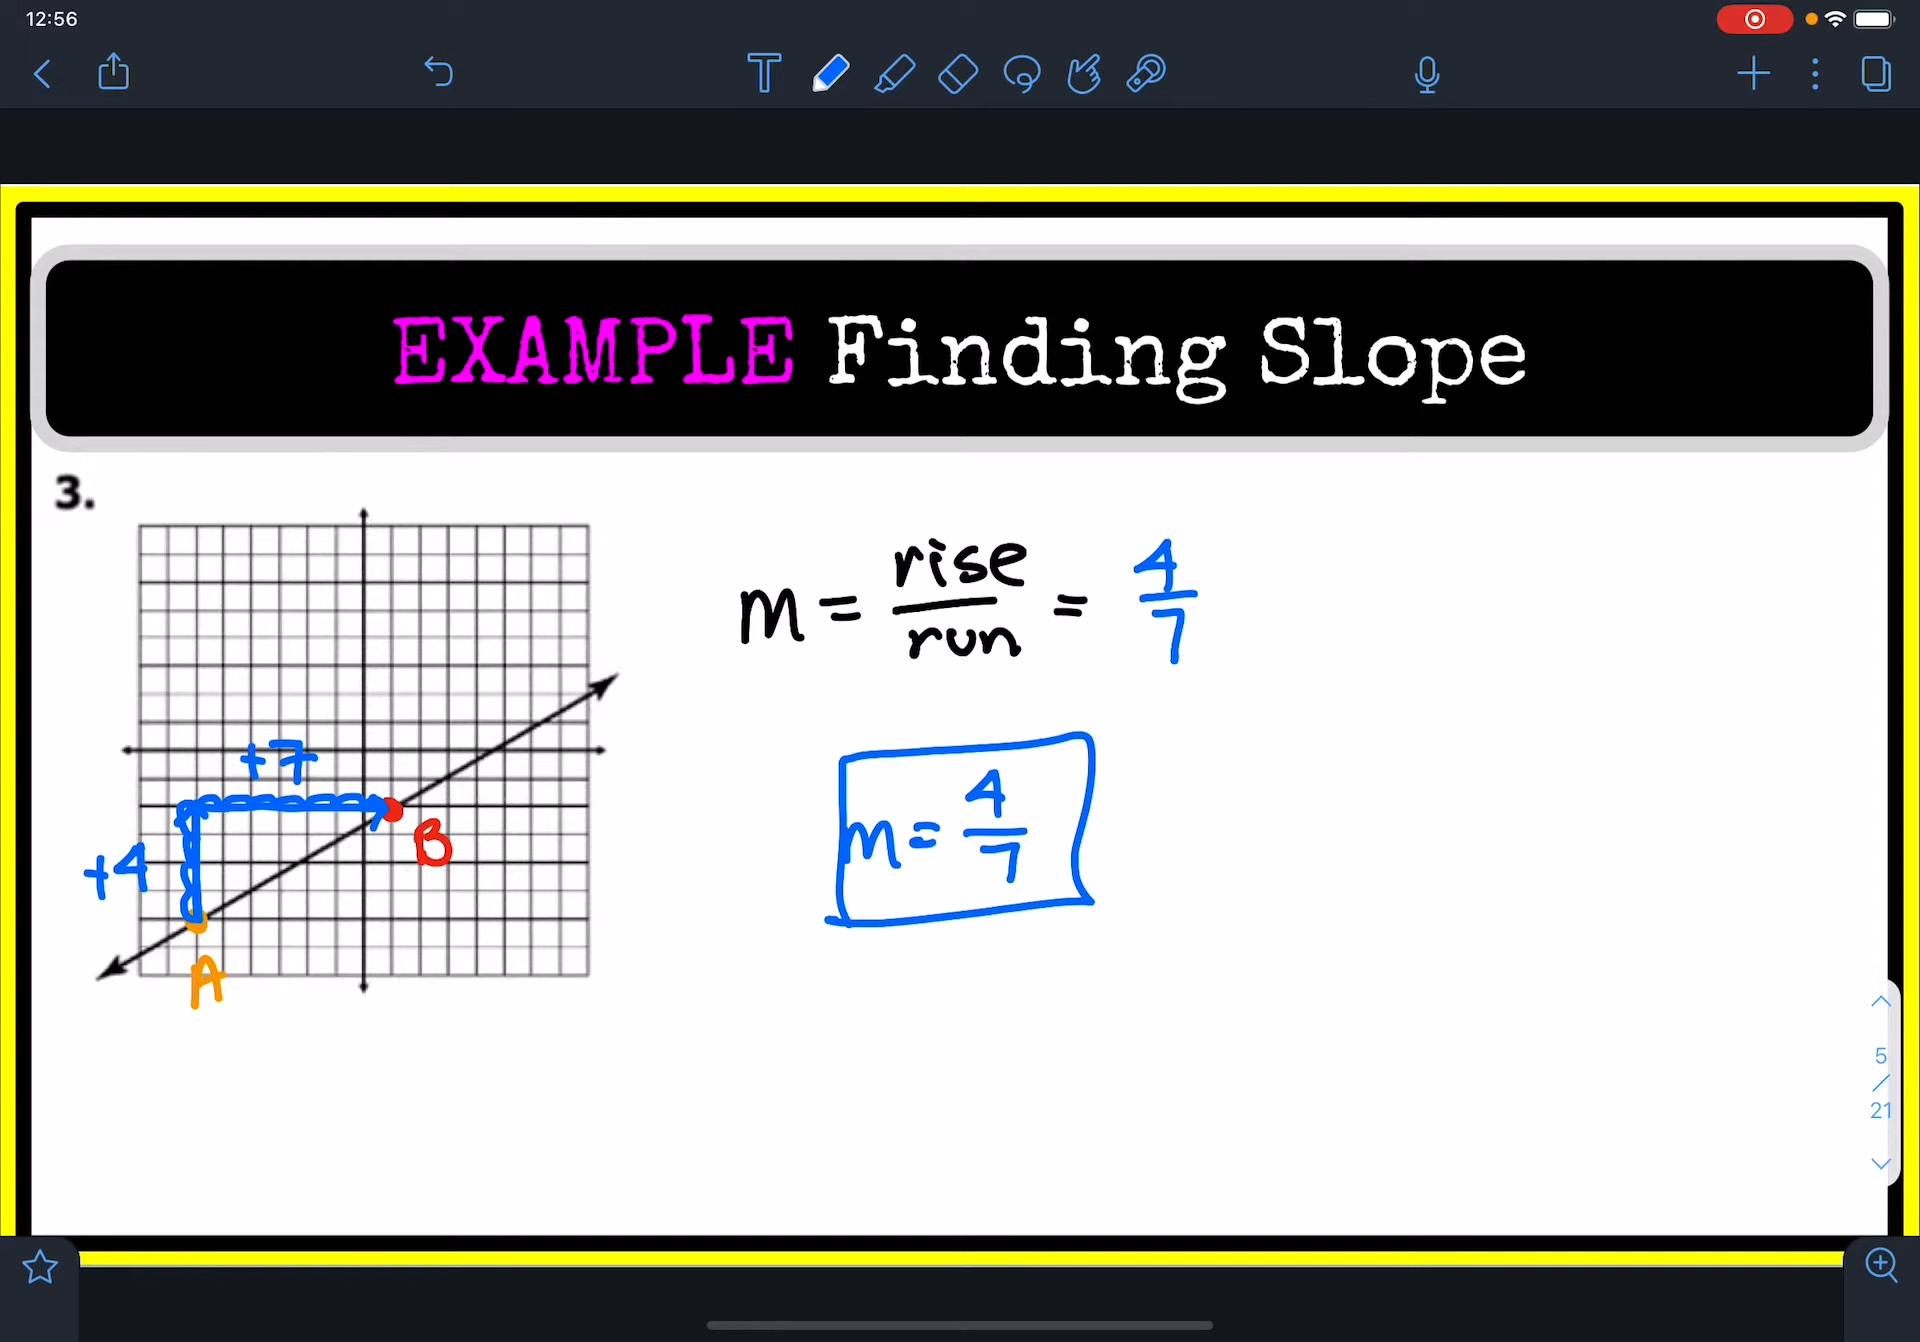 12:56
EXAMPLE Finding Slope
3.
m = rise/run = 4/7
+7
+4
B
A
m = 4/7
5
/
21